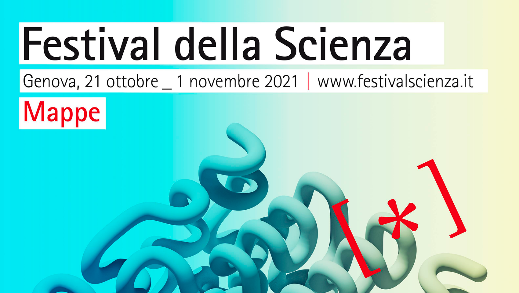 Festival della Scienza
Genova, 21 ottobre _ 1 novembre 2021 | www.festivalscienza.it
Mappe
[*]